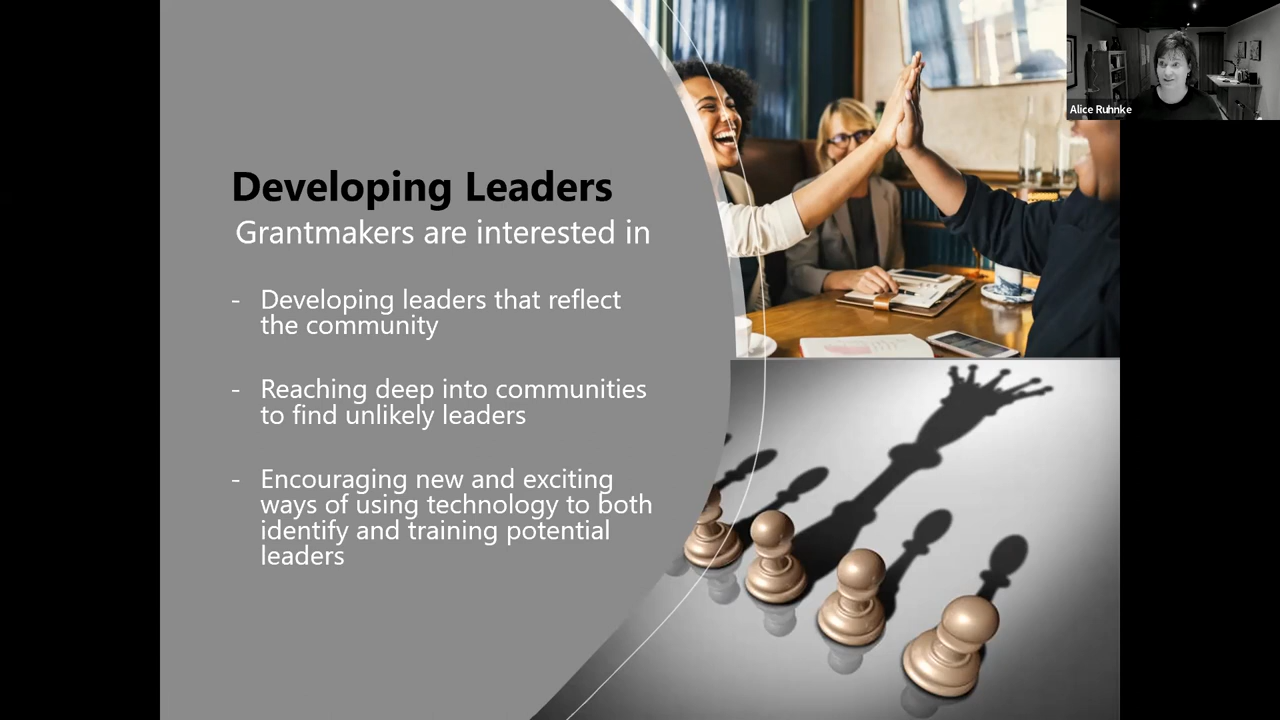 Developing Leaders
Grantmakers are interested in
- Developing leaders that reflect
the community
- Reaching deep into communities
to find unlikely leaders
- Encouraging new and exciting
ways of using technology to both
identify and training potential
leaders
Alice Ruhnke